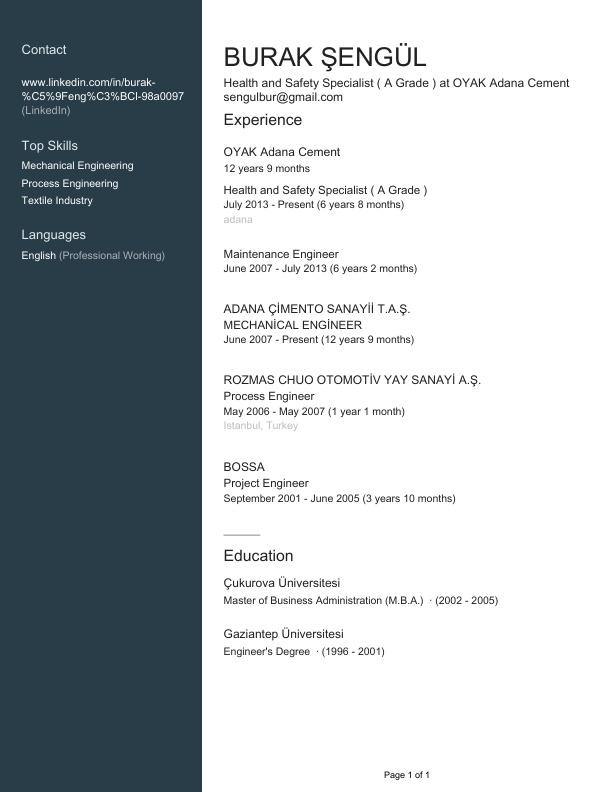 Contact
www.linkedin.com/in/burak-
%C5%9Feng%C3%BCl-98a0097
(LinkedIn)
Top Skills
Mechanical Engineering
Process Engineering
Textile Industry
Languages
English (Professional Working)
BURAK ŞENGÜL
Health and Safety Specialist ( A Grade ) at OYAK Adana Cement
sengulbur@gmail.com
Experience
OYAK Adana Cement
12 years 9 months
Health and Safety Specialist ( A Grade )
July 2013 - Present (6 years 8 months)
adana
Maintenance Engineer
June 2007 - July 2013 (6 years 2 months)
ADANA ÇİMENTO SANAYİİ T.A.Ş.
MECHANİCAL ENGİNEER
June 2007 - Present (12 years 9 months)
ROZMAS CHUO OTOMOTİV YAY SANAYİ A.Ş.
Process Engineer
May 2006 - May 2007 (1 year 1 month)
Istanbul, Turkey
BOSSA
Project Engineer
September 2001 - June 2005 (3 years 10 months)
Education
Çukurova Üniversitesi
Master of Business Administration (M.B.A.) · (2002 - 2005)
Gaziantep Üniversitesi
Engineer's Degree · (1996 - 2001)
Page 1 of 1